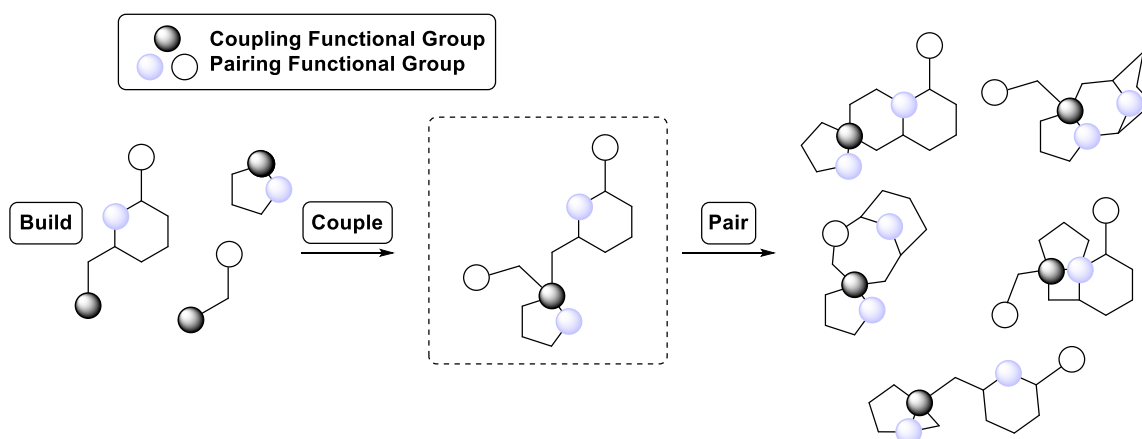 Coupling Functional Group
Pairing Functional Group
Build
Couple
Pair